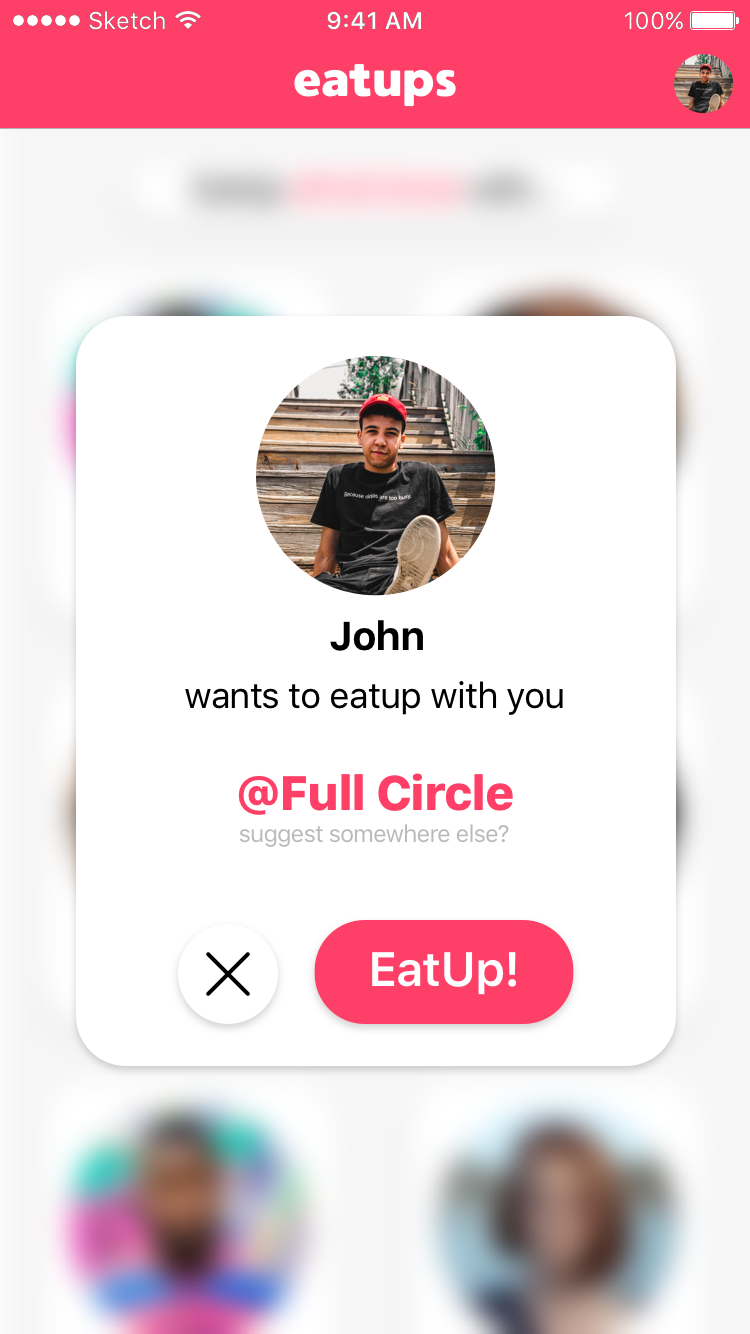 Sketch 9:41 AM 100%
eatups
Because ninjas are too busy.
John
wants to eatup with you
@Full Circle
suggest somewhere else?
EatUp!